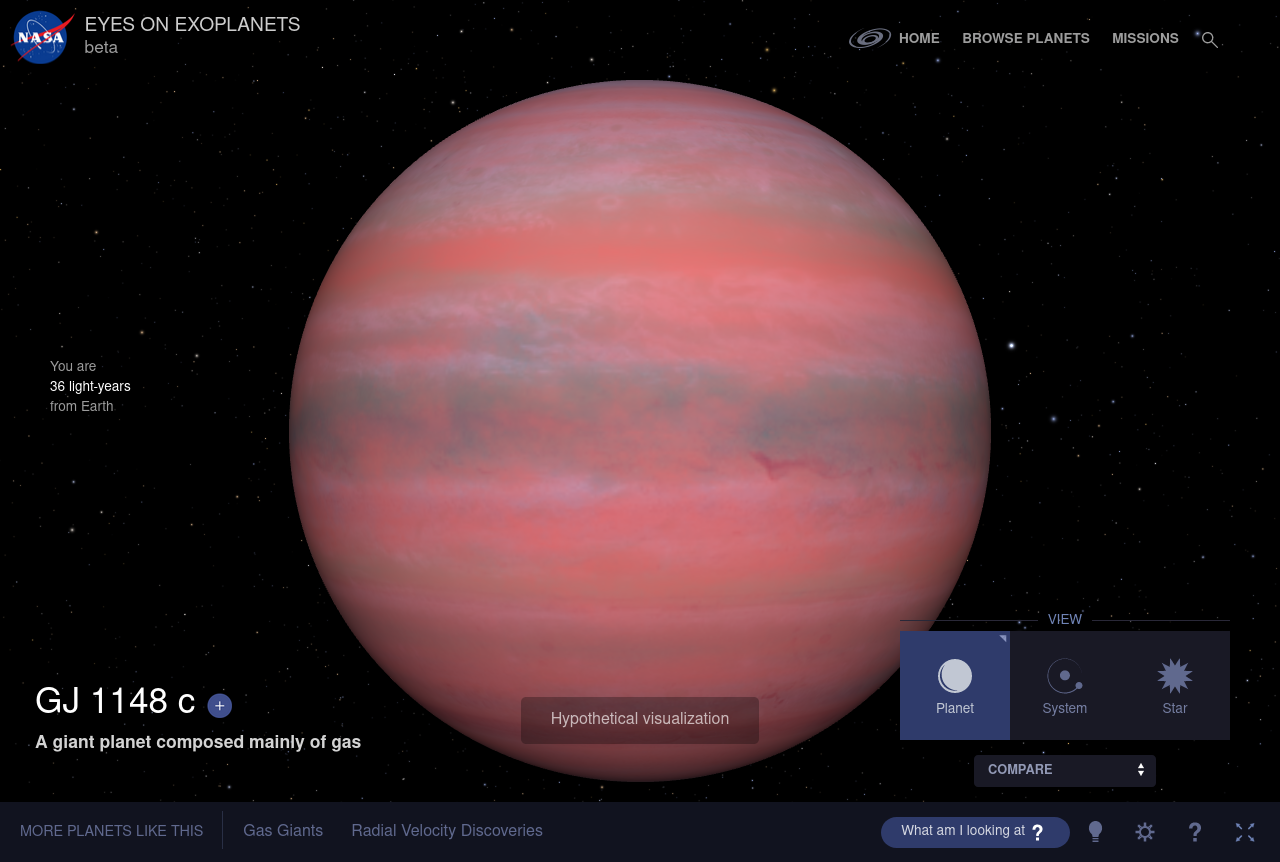 NASA
EYES ON EXOPLANETS
beta
HOME
BROWSE PLANETS
MISSIONS
You are
36 light-years
from Earth
VIEW
Planet
System
Star
GJ 1148 c +
A giant planet composed mainly of gas
Hypothetical visualization
COMPARE
MORE PLANETS LIKE THIS
Gas Giants
Radial Velocity Discoveries
What am I looking at ?
?